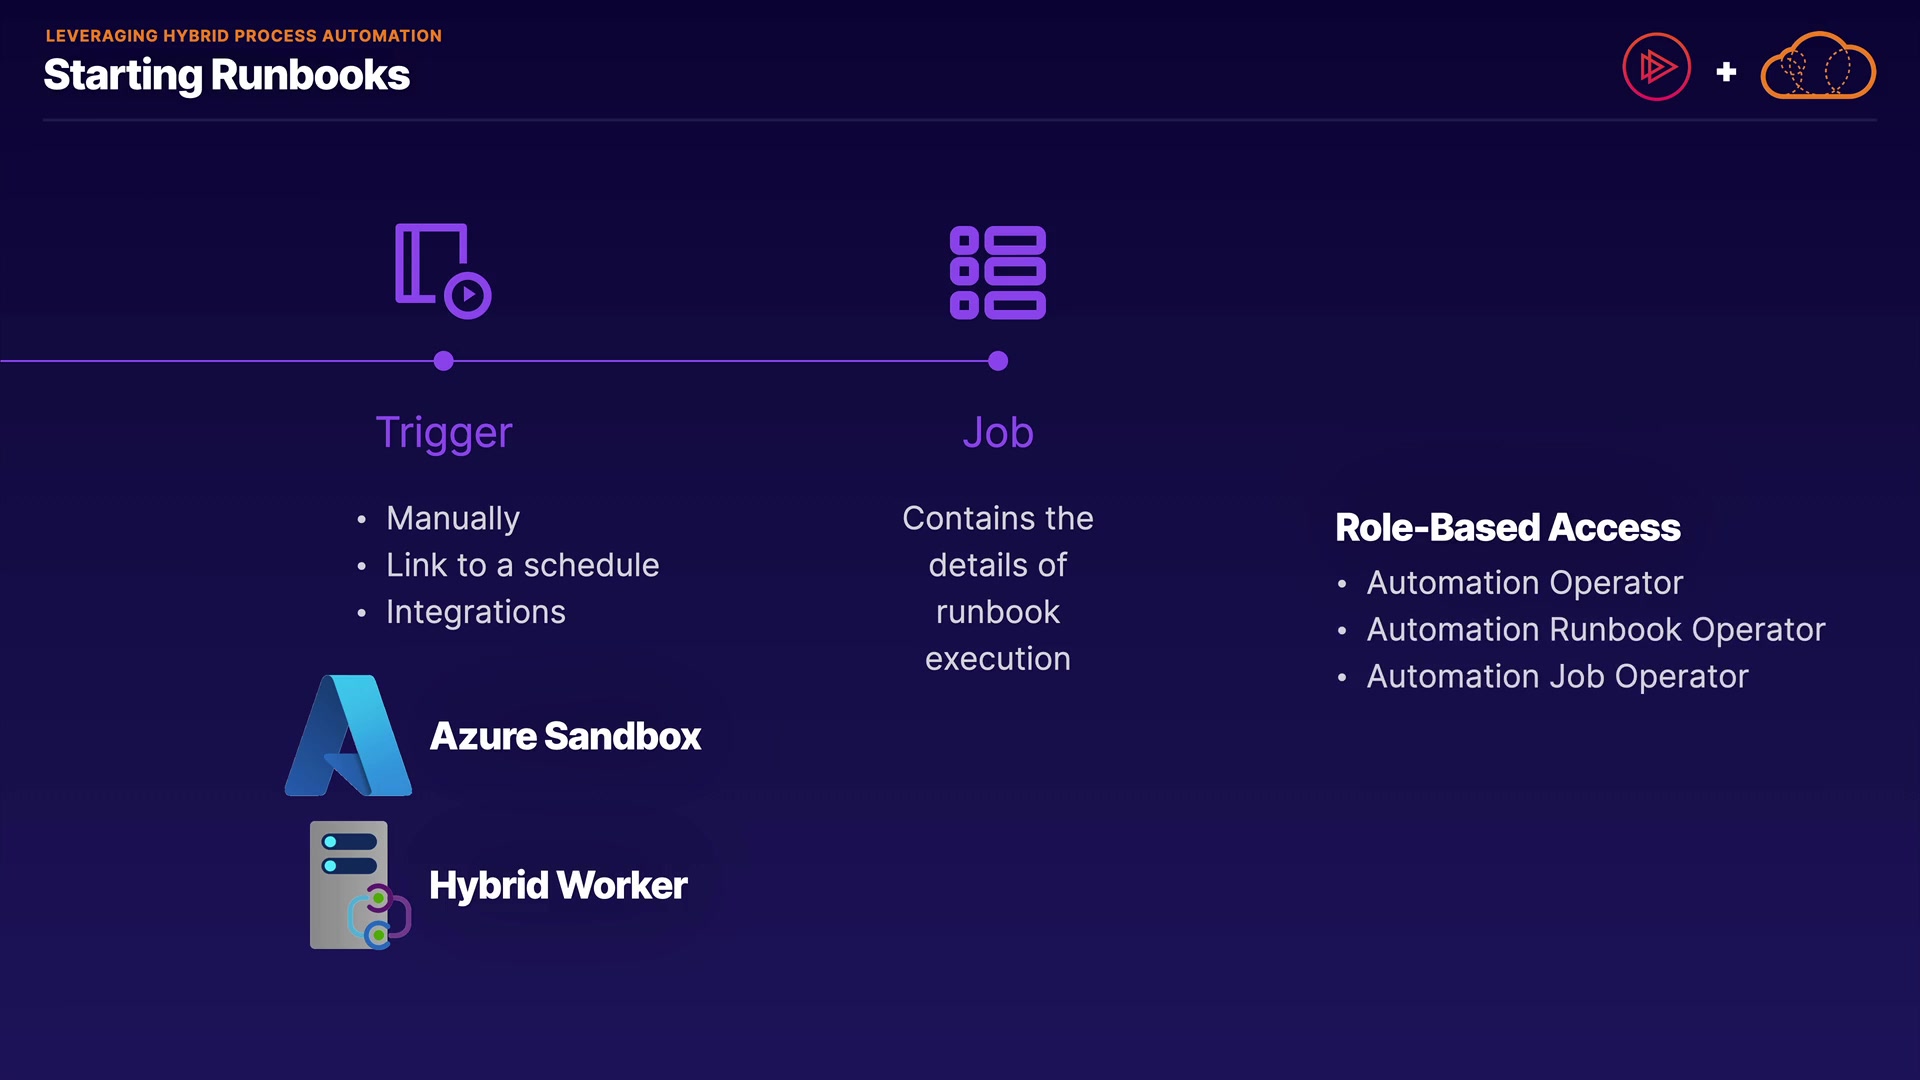 LEVERAGING HYBRID PROCESS AUTOMATION
Starting Runbooks
Trigger
• Manually
• Link to a schedule
• Integrations
Azure Sandbox
Hybrid Worker
Job
Contains the
details of
runbook
execution
Role-Based Access
• Automation Operator
• Automation Runbook Operator
• Automation Job Operator